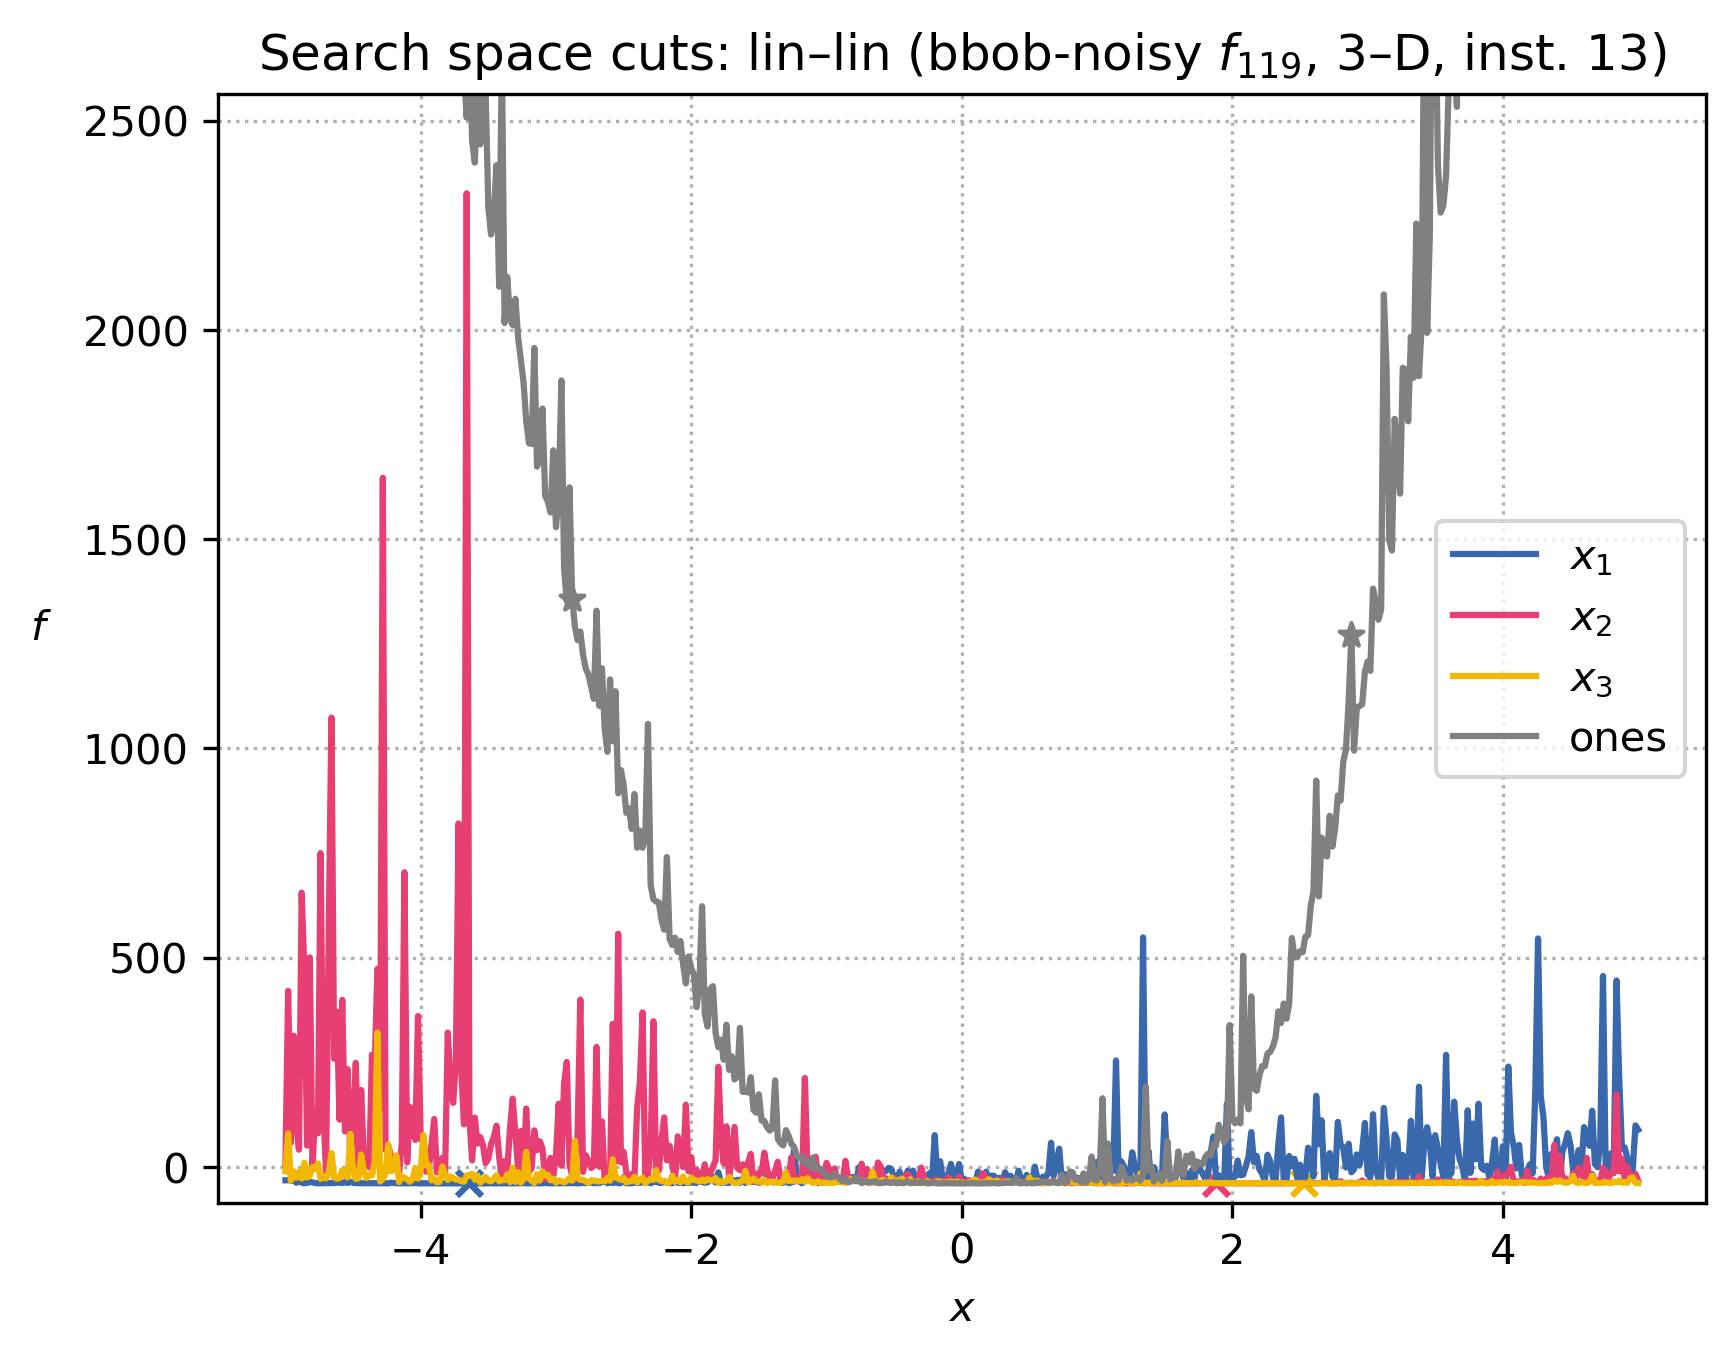 Search space cuts: lin–lin (bbob-noisy f₁₁₉, 3–D, inst. 13)
2500
2000
1500
1000
500
0
f
x₁
x₂
x₃
ones
−4 −2 0 2 4
x